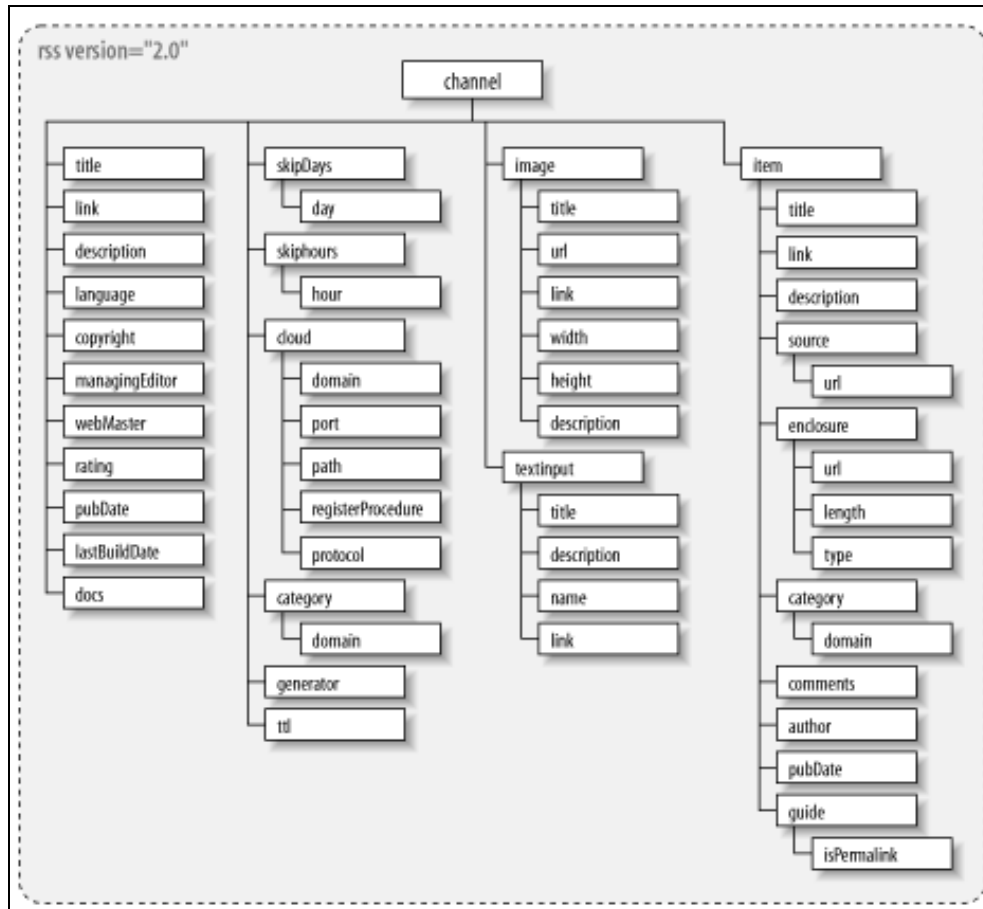 rss version="2.0"
channel
title
link
description
language
copyright
managingEditor
webMaster
rating
pubDate
lastBuildDate
docs
skipDays
day
skiphours
hour
cloud
domain
port
path
registerProcedure
protocol
category
domain
generator
ttl
image
title
url
link
width
height
description
textinput
title
description
name
link
item
title
link
description
source
url
enclosure
url
length
type
category
domain
comments
author
pubDate
guide
isPermalink